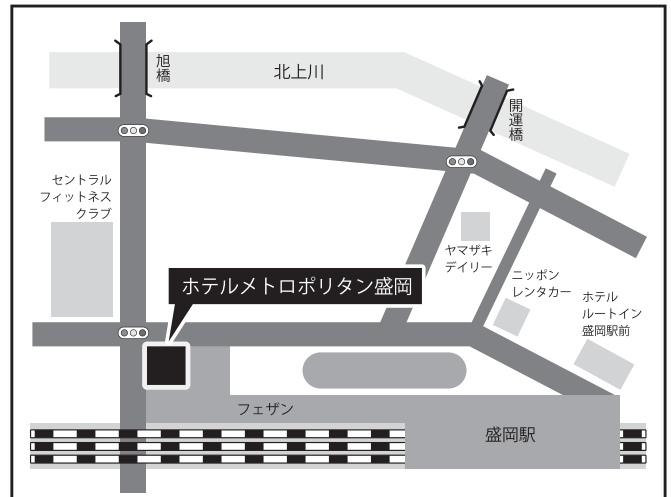 旭橋
北上川
開運橋
セントラル
フィットネス
クラブ
ヤマザキ
デイリー
ニッポン
レンタカー
ホテル
ルートイン
盛岡駅前
ホテルメトロポリタン盛岡
フェザン
盛岡駅